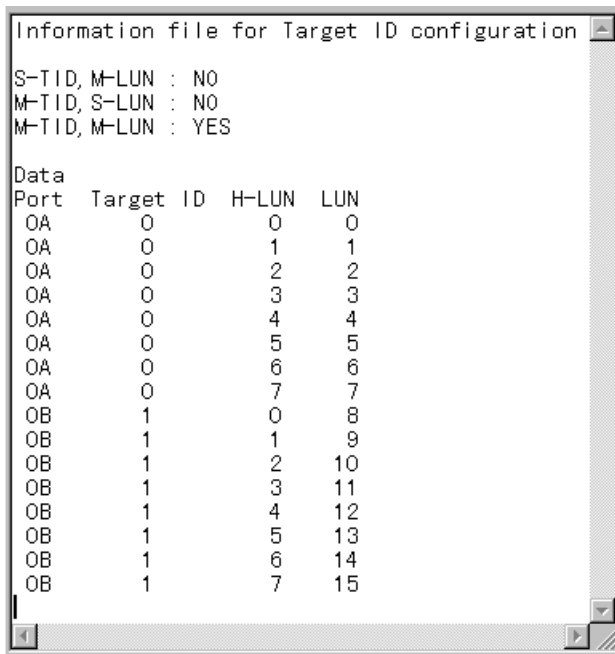 Information file for Target ID configuration

S-TID, M-LUN : NO
M-TID, S-LUN : NO
M-TID, M-LUN : YES

Data
Port Target ID H-LUN LUN
0A 0 0 0
0A 0 1 1
0A 0 2 2
0A 0 3 3
0A 0 4 4
0A 0 5 5
0A 0 6 6
0A 0 7 7
0B 1 0 8
0B 1 1 9
0B 1 2 10
0B 1 3 11
0B 1 4 12
0B 1 5 13
0B 1 6 14
0B 1 7 15